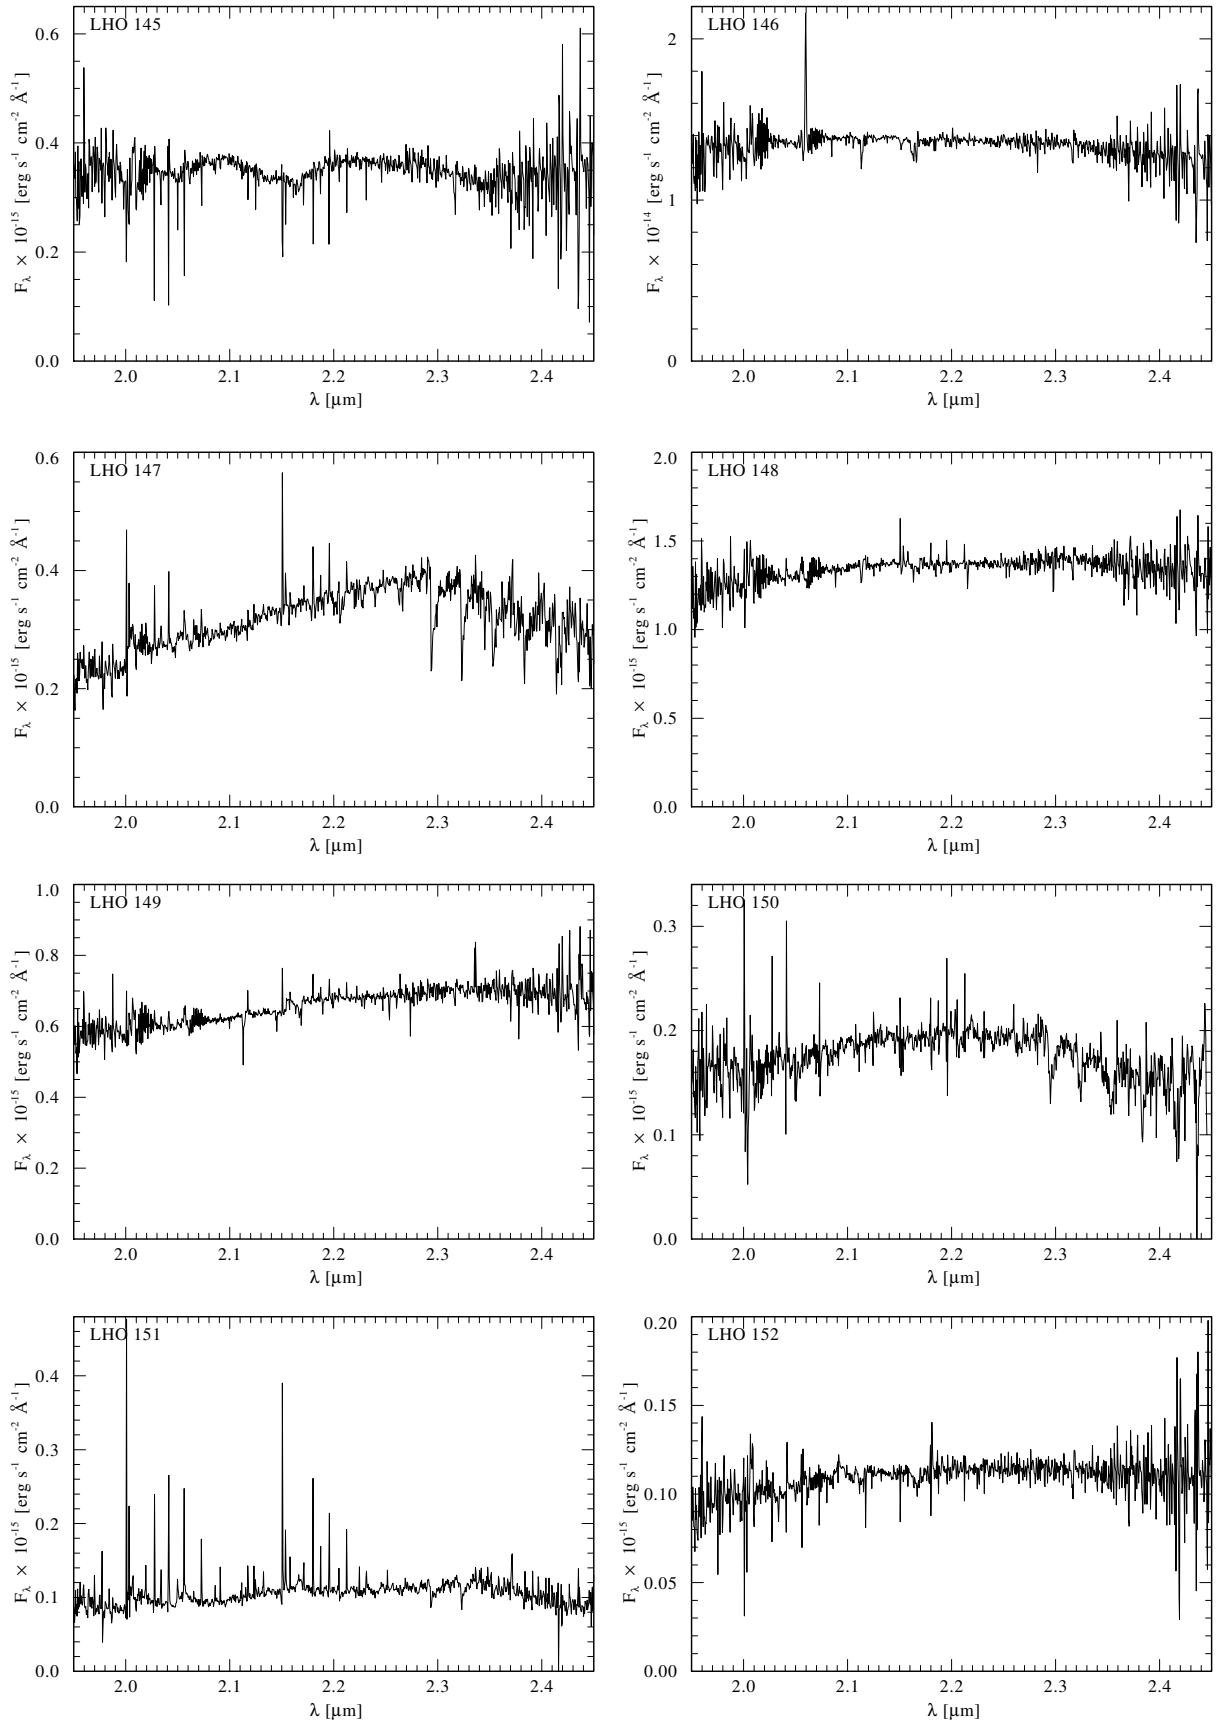 LHO 145
0.6
0.4
0.2
0.0
F_λ × 10^-15 [erg s^-1 cm^-2 Å^-1]
2.0 2.1 2.2 2.3 2.4
λ [μm]
LHO 146
2
1
0
F_λ × 10^-14 [erg s^-1 cm^-2 Å^-1]
2.0 2.1 2.2 2.3 2.4
λ [μm]
LHO 147
0.6
0.4
0.2
0.0
F_λ × 10^-15 [erg s^-1 cm^-2 Å^-1]
2.0 2.1 2.2 2.3 2.4
λ [μm]
LHO 148
2.0
1.5
1.0
0.5
0.0
F_λ × 10^-15 [erg s^-1 cm^-2 Å^-1]
2.0 2.1 2.2 2.3 2.4
λ [μm]
LHO 149
1.0
0.8
0.6
0.4
0.2
0.0
F_λ × 10^-15 [erg s^-1 cm^-2 Å^-1]
2.0 2.1 2.2 2.3 2.4
λ [μm]
LHO 150
0.3
0.2
0.1
0.0
F_λ × 10^-15 [erg s^-1 cm^-2 Å^-1]
2.0 2.1 2.2 2.3 2.4
λ [μm]
LHO 151
0.4
0.3
0.2
0.1
0.0
F_λ × 10^-15 [erg s^-1 cm^-2 Å^-1]
2.0 2.1 2.2 2.3 2.4
λ [μm]
LHO 152
0.20
0.15
0.10
0.05
0.00
F_λ × 10^-15 [erg s^-1 cm^-2 Å^-1]
2.0 2.1 2.2 2.3 2.4
λ [μm]